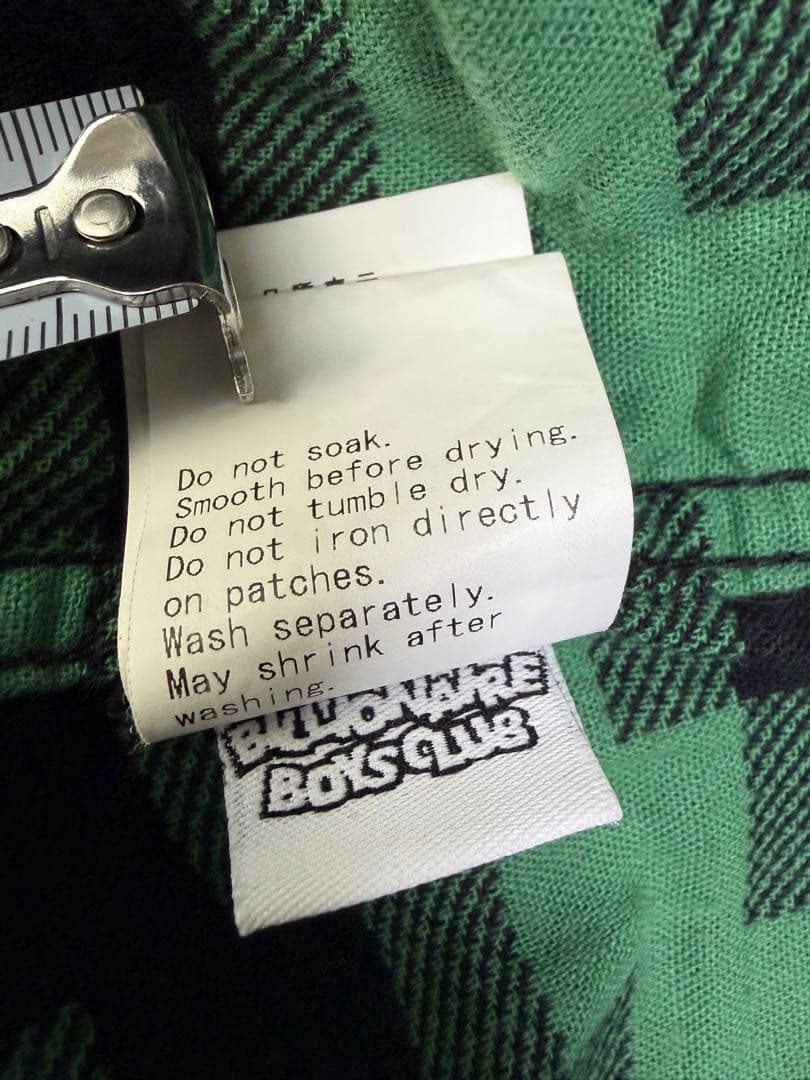 Do not soak.
Smooth before drying.
Do not tumble dry.
Do not iron directly
on patches.
Wash separately.
May shrink after
washing.
BILLIONAIRE
BOYS CLUB